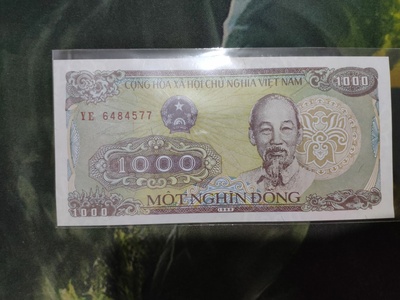 CỘNG HÒA XÃ HỘI CHỦ NGHĨA VIỆT NAM
1000
YE 6484577
1000
1000
MỘT NGHÌN ĐỒNG